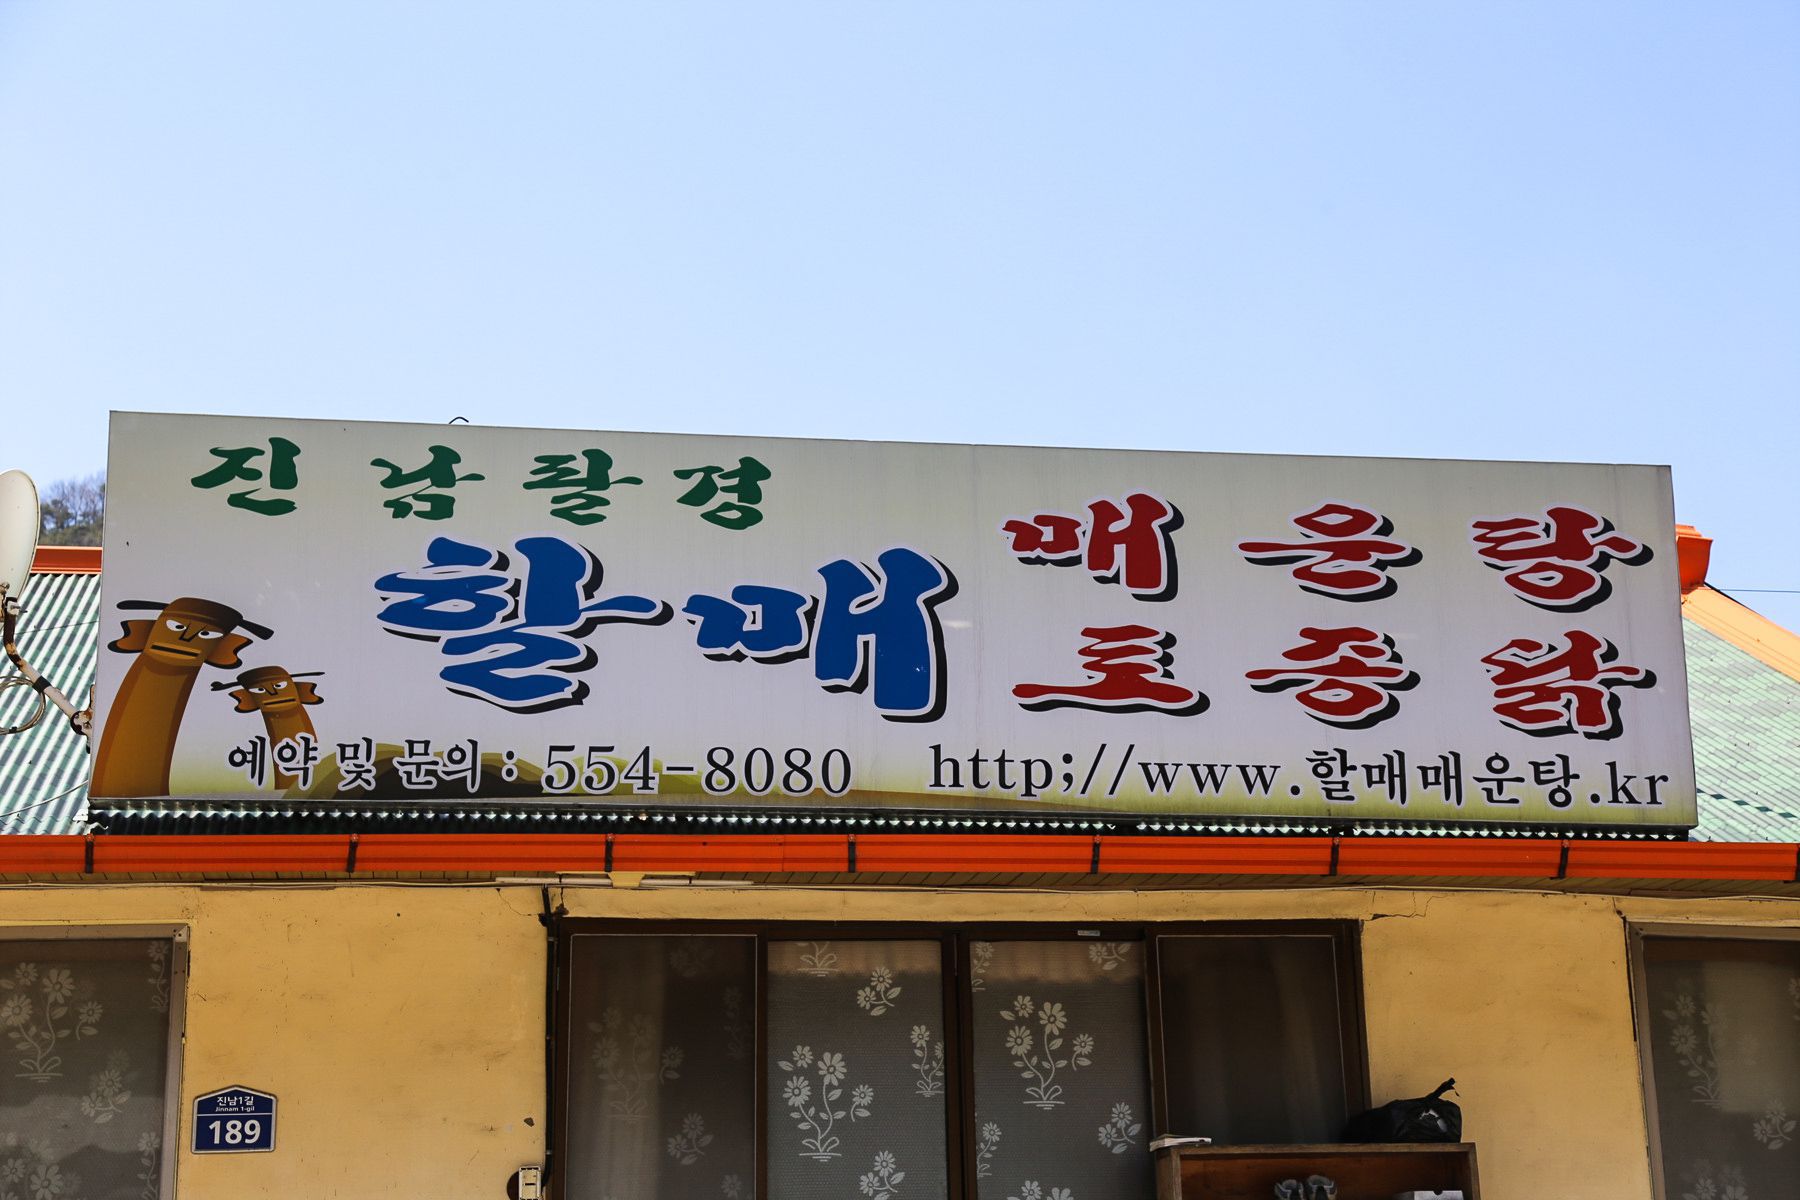 진남팔경
할매
매운탕
토종닭
예약 및 문의 : 554-8080
http;//www.할매매운탕.kr
진남1길
Jinnam 1-gil
189